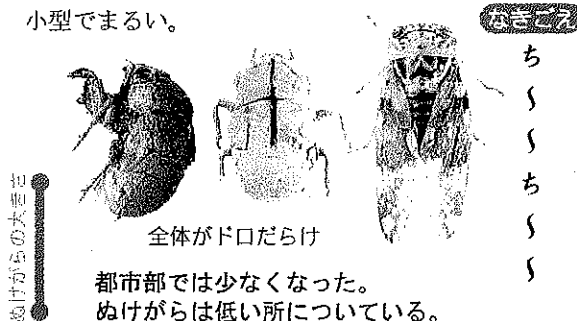 小型でまるい。
なきごえ
ち〜〜ち〜〜
全体がドロだらけ
ぬけがらの大きさ
都市部では少なくなった。
ぬけがらは低い所についている。